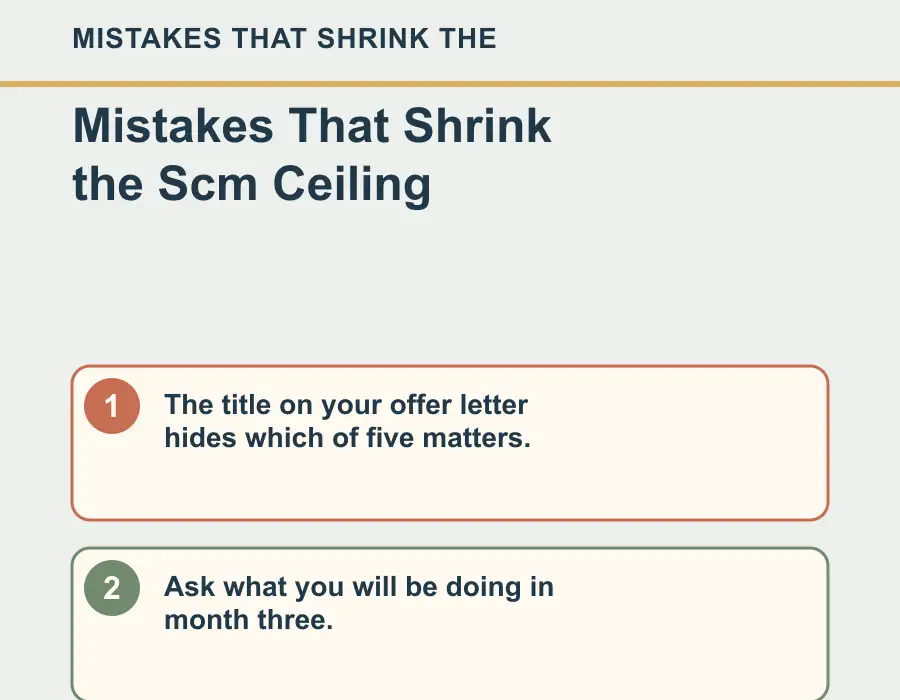 MISTAKES THAT SHRINK THE
Mistakes That Shrink
the Scm Ceiling
1
The title on your offer letter
hides which of five matters.
2
Ask what you will be doing in
month three.